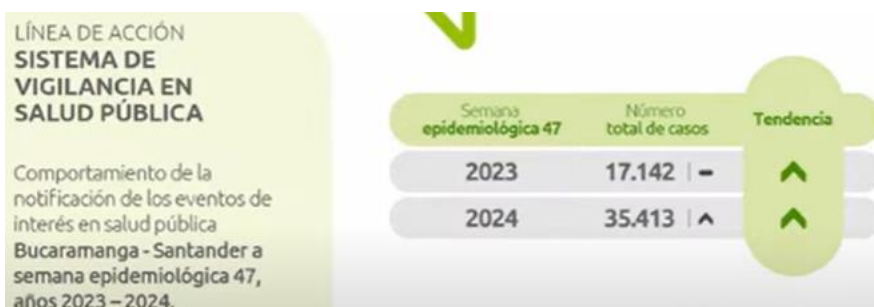 LÍNEA DE ACCIÓN
SISTEMA DE
VIGILANCIA EN
SALUD PÚBLICA
Comportamiento de la
notificación de los eventos de
interés en salud pública
Bucaramanga - Santander a
semana epidemiológica 47,
años 2023 – 2024.
Semana
epidemiológica 47
Número
total de casos
Tendencia
2023 17.142
2024 35.413